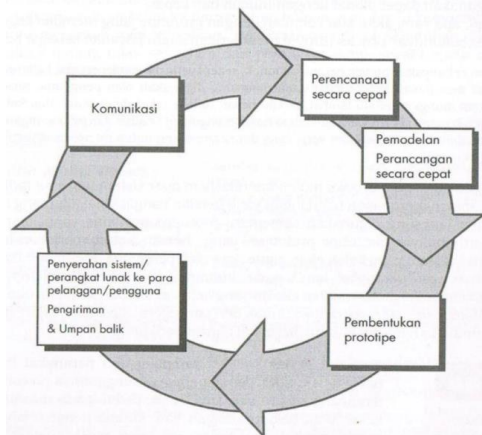 Komunikasi
Perencanaan
secara cepat
Pemodelan
Perancangan
secara cepat
Pembentukan
prototipe
Penyerahan sistem/
perangkat lunak ke para
pelanggan/pengguna
Pengiriman
& Umpan balik